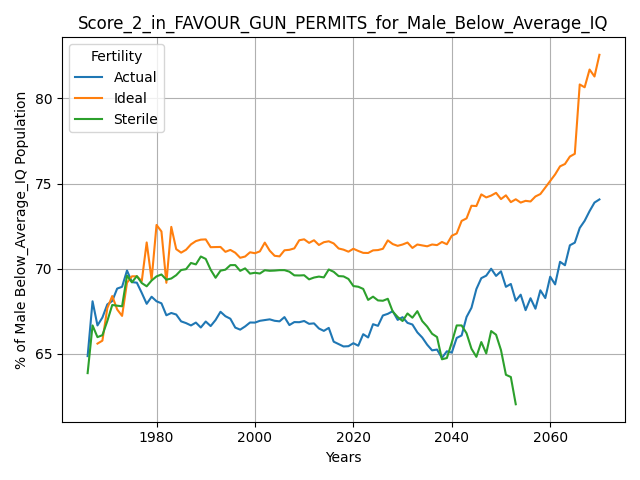 Score_2_in_FAVOUR_GUN_PERMITS_for_Male_Below_Average_IQ
Fertility
Actual
Ideal
Sterile
% of Male Below_Average_IQ Population
80
75
70
65
1980
2000
2020
2040
2060
Years